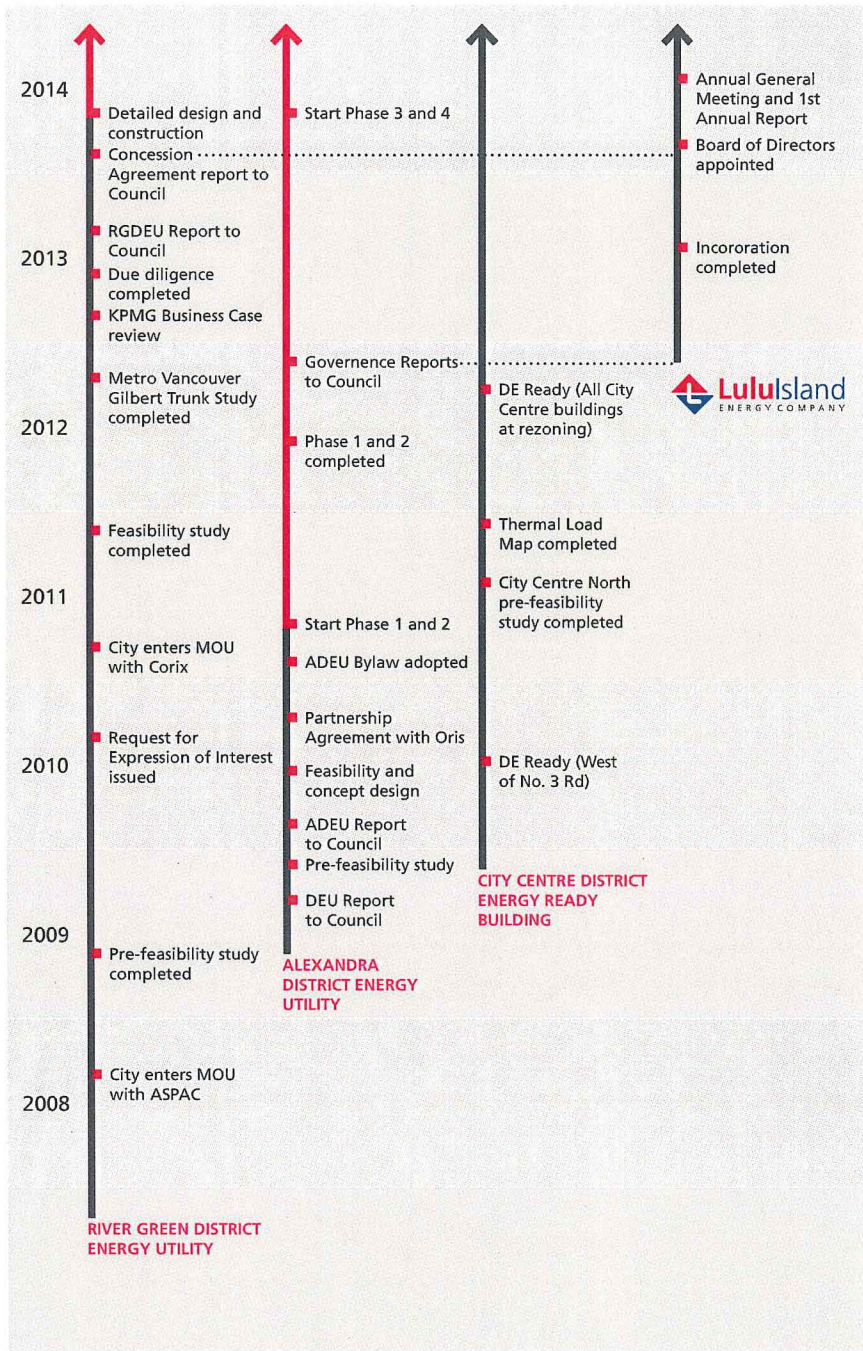 2014
2013
2012
2011
2010
2009
2008
Detailed design and
construction
Concession
Agreement report to
Council
RGDEU Report to
Council
Due diligence
completed
KPMG Business Case
review
Metro Vancouver
Gilbert Trunk Study
completed
Feasibility study
completed
City enters MOU
with Corix
Request for
Expression of Interest
issued
Pre-feasibility study
completed
City enters MOU
with ASPAC
RIVER GREEN DISTRICT
ENERGY UTILITY
Start Phase 3 and 4
Governence Reports
to Council
Phase 1 and 2
completed
Start Phase 1 and 2
ADEU Bylaw adopted
Partnership
Agreement with Oris
Feasibility and
concept design
ADEU Report
to Council
Pre-feasibility study
DEU Report
to Council
ALEXANDRA
DISTRICT ENERGY
UTILITY
DE Ready (All City
Centre buildings
at rezoning)
Thermal Load
Map completed
City Centre North
pre-feasibility
study completed
DE Ready (West
of No. 3 Rd)
CITY CENTRE DISTRICT
ENERGY READY
BUILDING
Annual General
Meeting and 1st
Annual Report
Board of Directors
appointed
Incororation
completed
LuluIsland
ENERGY COMPANY